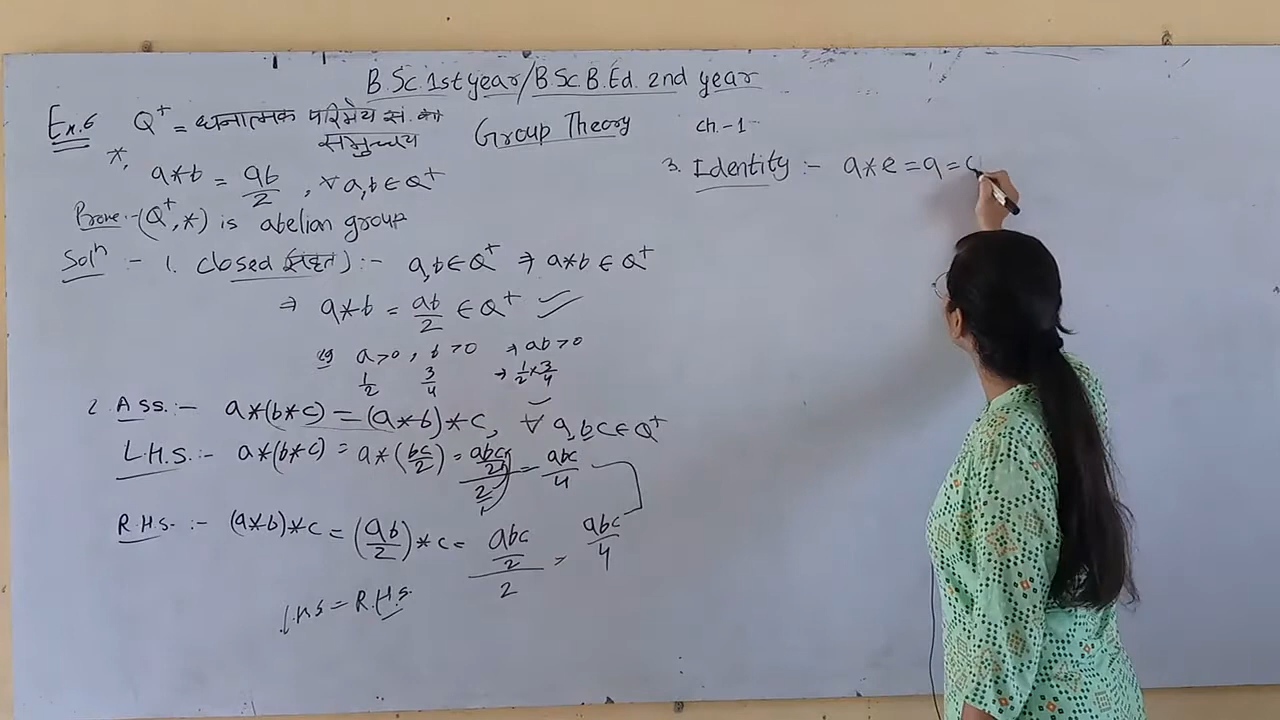 B.Sc. 1st year/B.Sc.B.Ed. 2nd year
Group Theory ch.-1
Ex.6 Q⁺ = धनात्मक परिमेय सं. का
समुच्चय
*, a*b = ab/2 , ∀ a,b ∈ Q⁺
Prove:-(Q⁺,*) is abelian group
Solⁿ :- 1. closed (संवृत) :- a,b ∈ Q⁺ ⇒ a*b ∈ Q⁺
⇒ a*b = ab/2 ∈ Q⁺
eg a>0, b>0 ⇒ ab>0
1/2 3/4 → 1/2 × 3/4
2. Ass. :- a*(b*c) = (a*b)*c, ∀ a,b,c ∈ Q⁺
L.H.S. :- a*(b*c) = a*(bc/2) = (abc/2)/2 = abc/4
R.H.S. :- (a*b)*c = (ab/2)*c = (abc/2)/2 = abc/4
L.H.S = R.H.S.
3. Identity :- a*e = a =